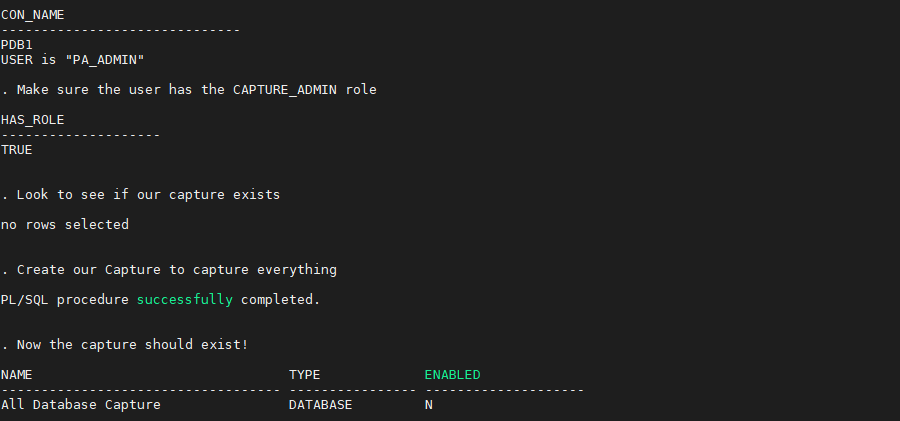 CON_NAME
------------------------------
PDB1
USER is "PA_ADMIN"
. Make sure the user has the CAPTURE_ADMIN role
HAS_ROLE
--------------------
TRUE
. Look to see if our capture exists
no rows selected
. Create our Capture to capture everything
PL/SQL procedure successfully completed.
. Now the capture should exist!
NAME                                TYPE             ENABLED
----------------------------------- ---------------- --------------------
All Database Capture                DATABASE         N